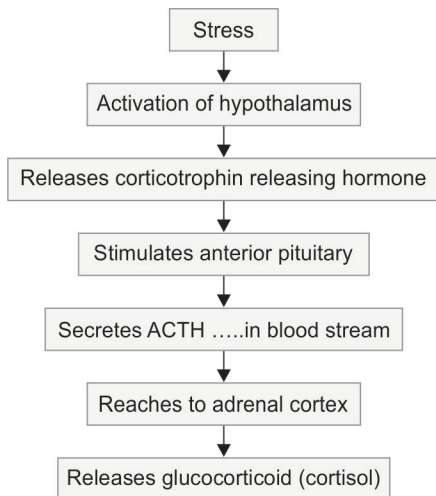 Stress
Activation of hypothalamus
Releases corticotrophin releasing hormone
Stimulates anterior pituitary
Secretes ACTH .....in blood stream
Reaches to adrenal cortex
Releases glucocorticoid (cortisol)